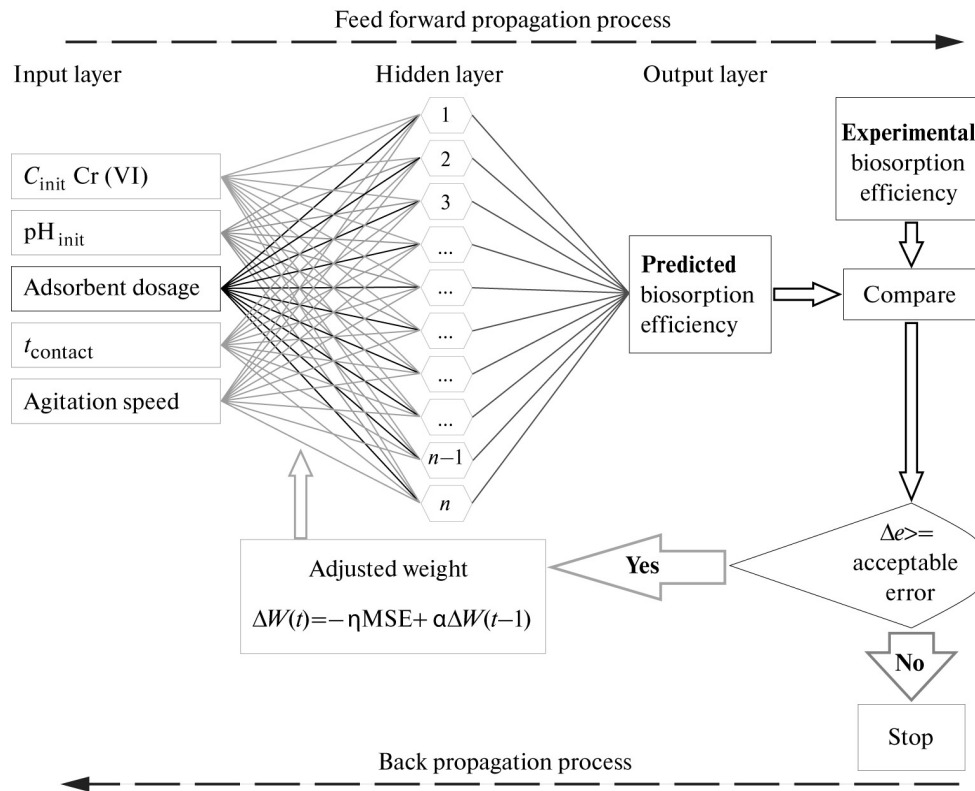 Feed forward propagation process
Input layer
Hidden layer
Output layer
C_init Cr (VI)
pH_init
Adsorbent dosage
t_contact
Agitation speed
1
2
3
...
...
...
...
...
n−1
n
Predicted
biosorption
efficiency
Experimental
biosorption
efficiency
Compare
Δe>=
acceptable
error
Yes
No
Stop
Adjusted weight
ΔW(t)=−ηMSE+αΔW(t−1)
Back propagation process